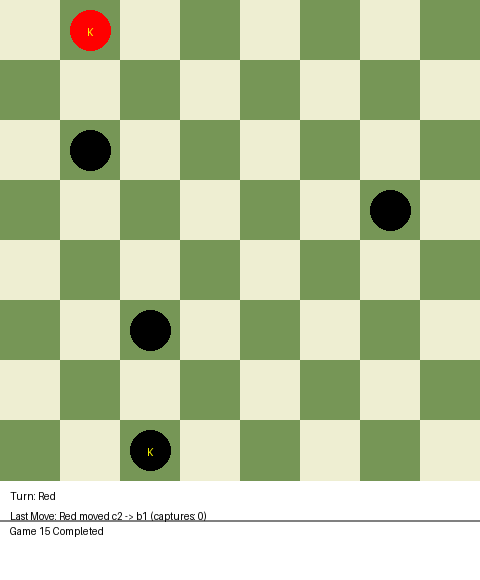 K
K
Turn: Red
Last Move: Red moved c2 -> b1 (captures: 0)
Game 15 Completed